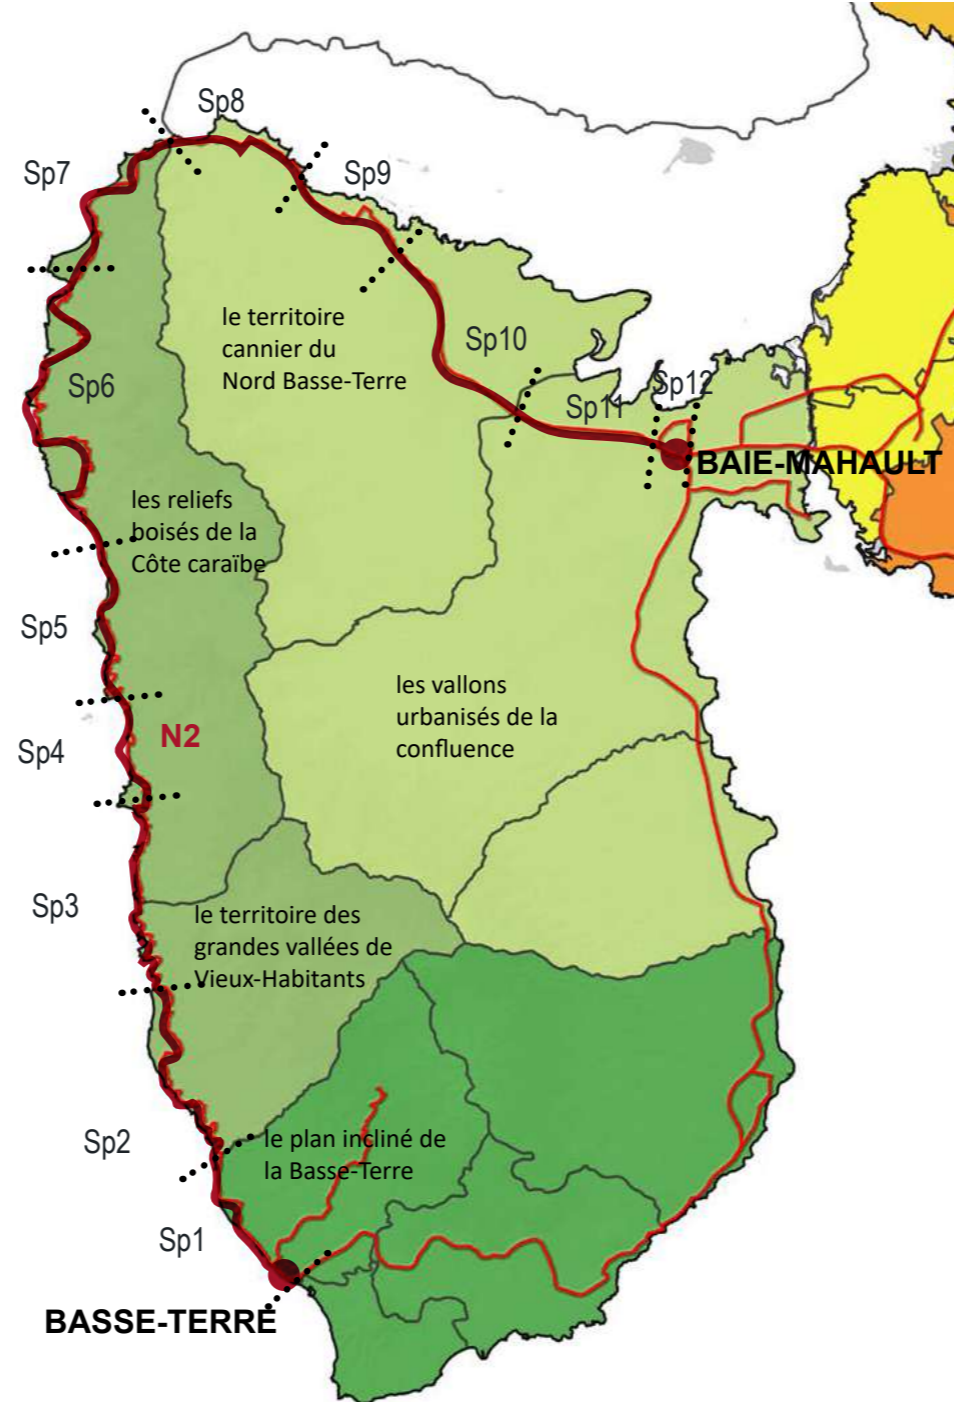 Sp8
Sp7
Sp9
le territoire
cannier du
Nord Basse-Terre
Sp10
Sp6
Sp12
Sp11
BAIE-MAHAULT
les reliefs
boisés de la
Côte caraïbe
Sp5
les vallons
urbanisés de la
confluence
N2
Sp4
Sp3
le territoire des
grandes vallées de
Vieux-Habitants
Sp2
le plan incliné de
la Basse-Terre
Sp1
BASSE-TERRE